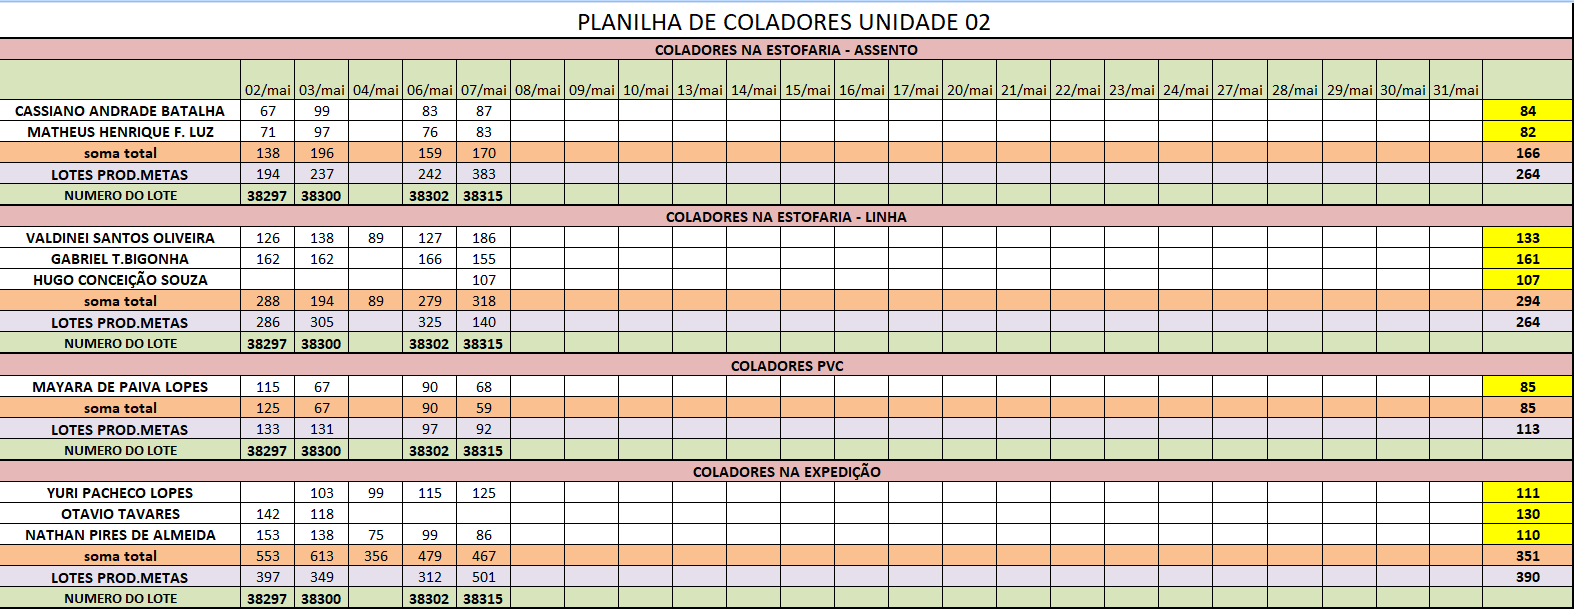 PLANILHA DE COLADORES UNIDADE 02
COLADORES NA ESTOFARIA - ASSENTO
02/mai 03/mai 04/mai 06/mai 07/mai 08/mai 09/mai 10/mai 13/mai 14/mai 15/mai 16/mai 17/mai 20/mai 21/mai 22/mai 23/mai 24/mai 27/mai 28/mai 29/mai 30/mai 31/mai
CASSIANO ANDRADE BATALHA 67 99 83 87 84
MATHEUS HENRIQUE F. LUZ 71 97 76 83 82
soma total 138 196 159 170 166
LOTES PROD.METAS 194 237 242 383 264
NUMERO DO LOTE 38297 38300 38302 38315
COLADORES NA ESTOFARIA - LINHA
VALDINEI SANTOS OLIVEIRA 126 138 89 127 186 133
GABRIEL T.BIGONHA 162 162 166 155 161
HUGO CONCEIÇÃO SOUZA 107 107
soma total 288 194 89 279 318 294
LOTES PROD.METAS 286 305 325 140 264
NUMERO DO LOTE 38297 38300 38302 38315
COLADORES PVC
MAYARA DE PAIVA LOPES 115 67 90 68 85
soma total 125 67 90 59 85
LOTES PROD.METAS 133 131 97 92 113
NUMERO DO LOTE 38297 38300 38302 38315
COLADORES NA EXPEDIÇÃO
YURI PACHECO LOPES 103 99 115 125 111
OTAVIO TAVARES 142 118 130
NATHAN PIRES DE ALMEIDA 153 138 75 99 86 110
soma total 553 613 356 479 467 351
LOTES PROD.METAS 397 349 312 501 390
NUMERO DO LOTE 38297 38300 38302 38315